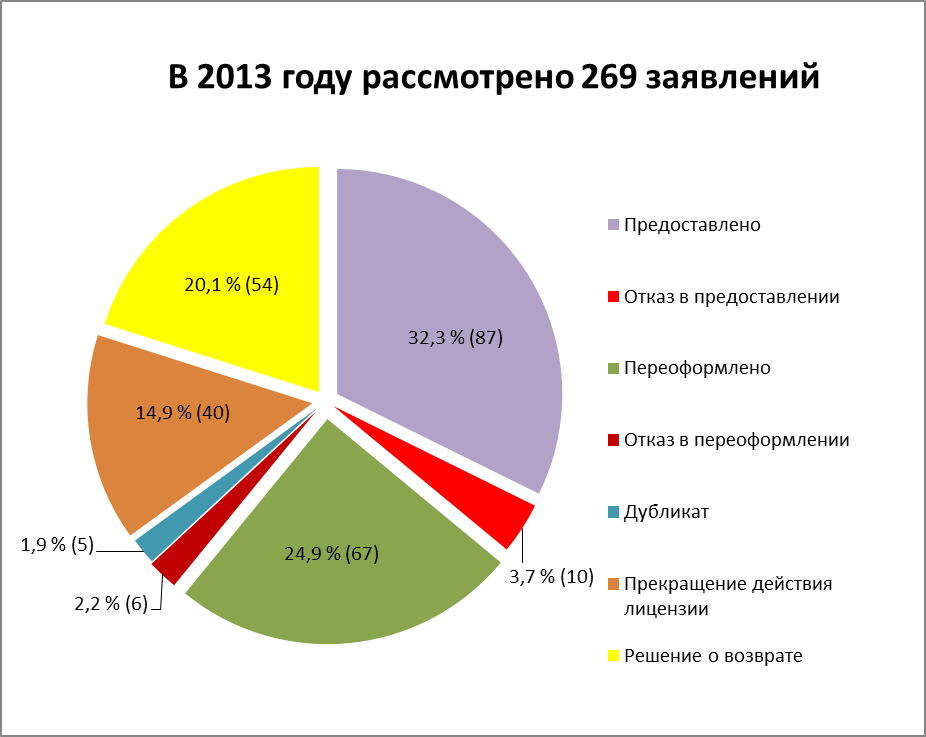 В 2013 году рассмотрено 269 заявлений
20,1 % (54)
32,3 % (87)
14,9 % (40)
1,9 % (5)
24,9 % (67)
3,7 % (10)
2,2 % (6)
Предоставлено
Отказ в предоставлении
Переоформлено
Отказ в переоформлении
Дубликат
Прекращение действия
лицензии
Решение о возврате